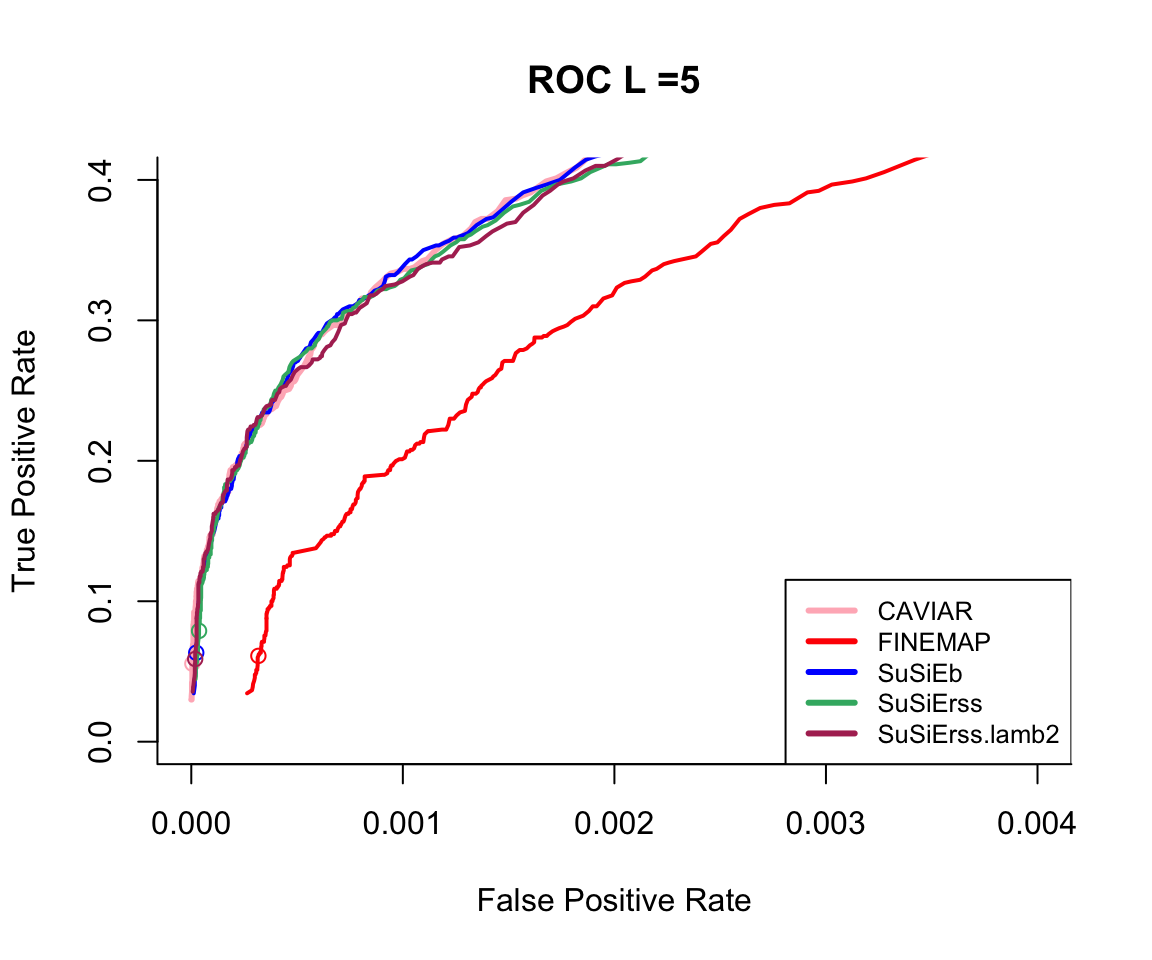 ROC L =5
True Positive Rate
0.4
0.3
0.2
0.1
0.0
CAVIAR
FINEMAP
SuSiEb
SuSiErss
SuSiErss.lamb2
0.000 0.001 0.002 0.003 0.004
False Positive Rate